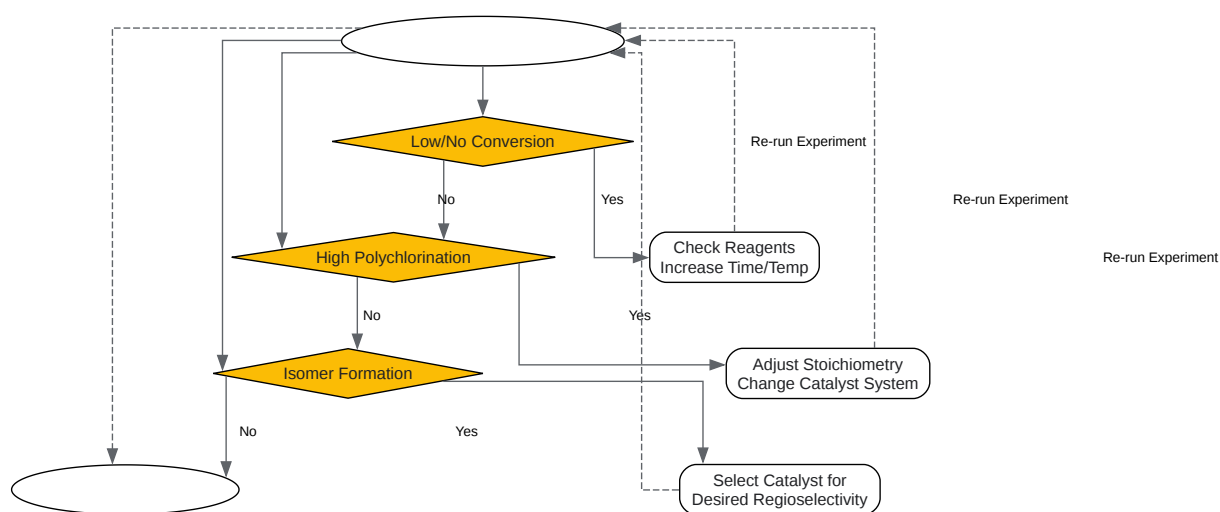 Low/No Conversion
Re-run Experiment
No
Yes
Re-run Experiment
Check Reagents
Increase Time/Temp
High Polychlorination
Re-run Experiment
No
Yes
Adjust Stoichiometry
Change Catalyst System
Isomer Formation
No
Yes
Select Catalyst for
Desired Regioselectivity